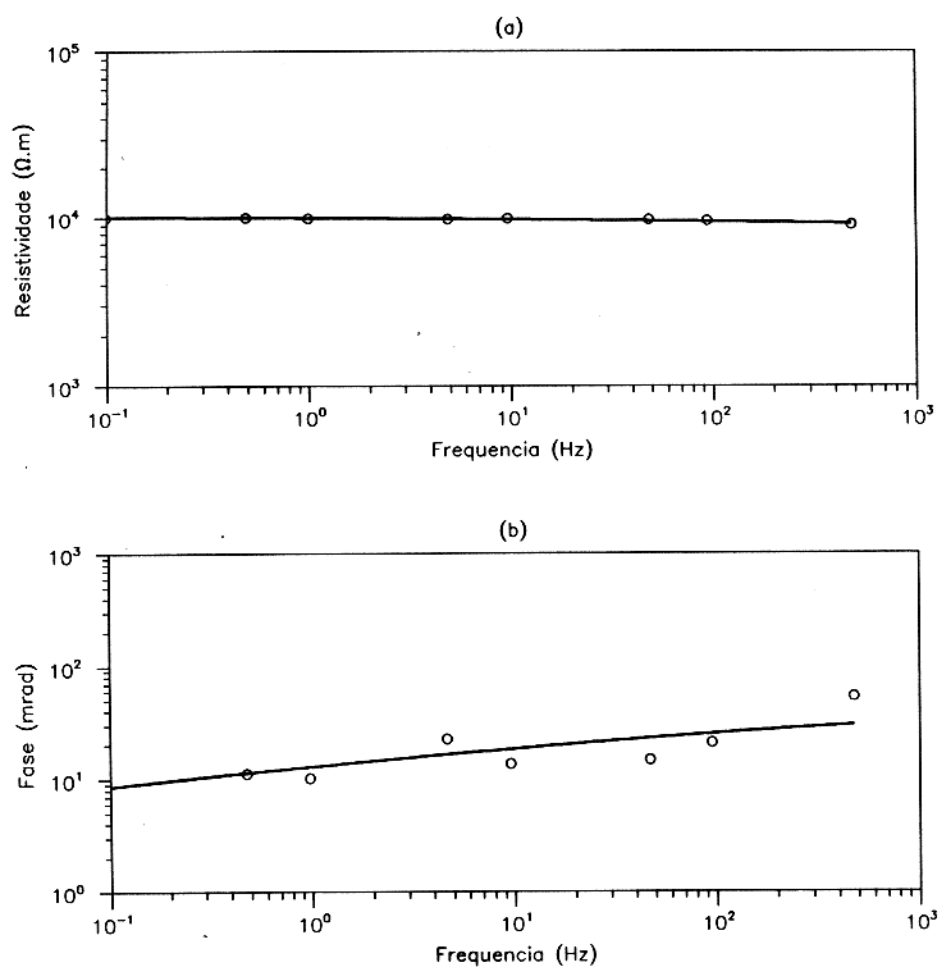 (a)
Resistividade (Ω.m)
10⁵
10⁴
10³
10⁻¹ 10⁰ 10¹ 10² 10³
Frequencia (Hz)
(b)
Fase (mrad)
10³
10²
10¹
10⁰
10⁻¹ 10⁰ 10¹ 10² 10³
Frequencia (Hz)